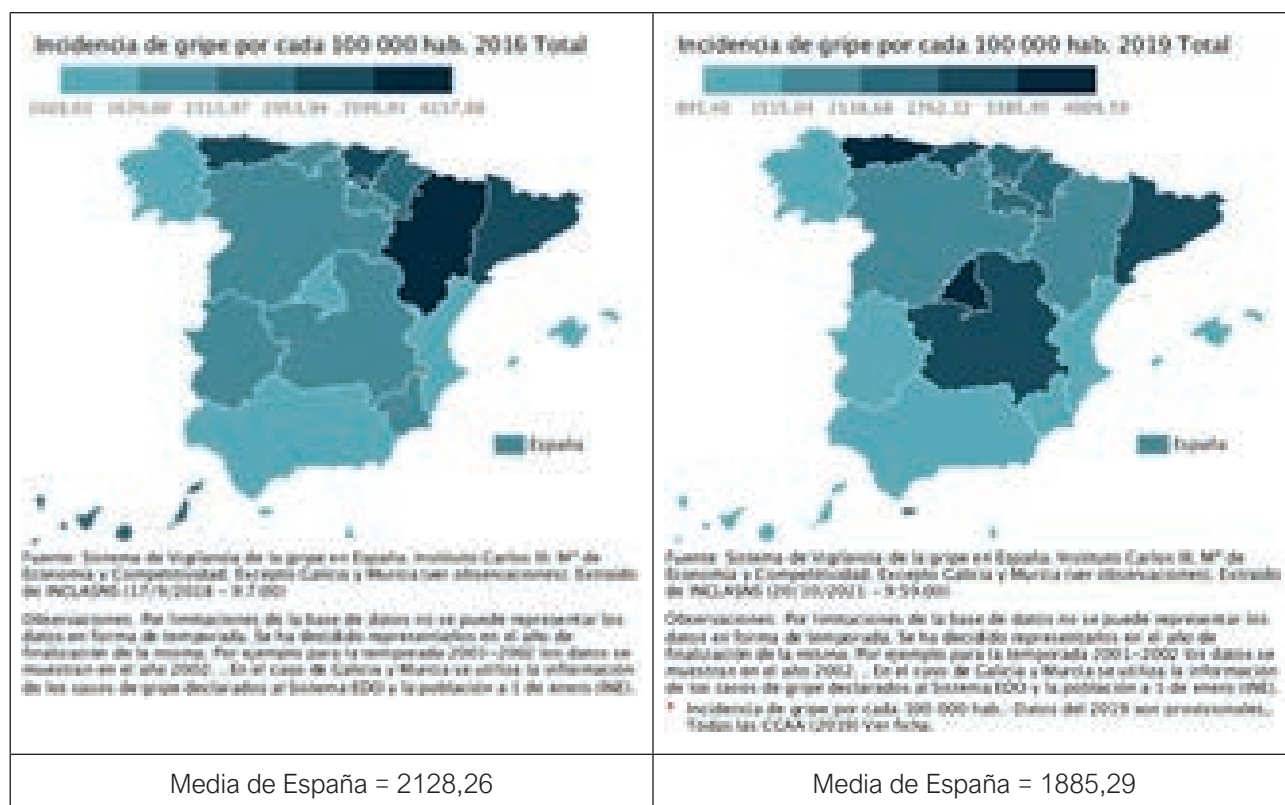 Incidencia de gripe por cada 100 000 hab. 2016 Total
España
Fuente: Sistema de Vigilancia de la gripe en España. Instituto Carlos III. Mº de
Economía y Competitividad. Excepto Galicia y Murcia (ver observaciones). Extraído
de INCLASNS
Observaciones: Por limitaciones de la base de datos no se puede representar los
datos en forma de temporada. Se ha decidido representarlos en el año de
finalización de la misma. Por ejemplo para la temporada 2001-2002 los datos se
muestran en el año 2002. . En el caso de Galicia y Murcia se utiliza la información
de los casos de gripe declarados al Sistema EDO y la población a 1 de enero (INE).
Media de España = 2128,26
Incidencia de gripe por cada 100 000 hab. 2019 Total
España
Fuente: Sistema de Vigilancia de la gripe en España. Instituto Carlos III. Mº de
Economía y Competitividad. Excepto Galicia y Murcia (ver observaciones). Extraído
de INCLASNS
Observaciones: Por limitaciones de la base de datos no se puede representar los
datos en forma de temporada. Se ha decidido representarlos en el año de
finalización de la misma. Por ejemplo para la temporada 2001-2002 los datos se
muestran en el año 2002. . En el caso de Galicia y Murcia se utiliza la información
de los casos de gripe declarados al Sistema EDO y la población a 1 de enero (INE).
* Incidencia de gripe por cada 100 000 hab.: Datos del 2019 son provisionales.
Todas las CCAA (2019) Ver ficha.
Media de España = 1885,29